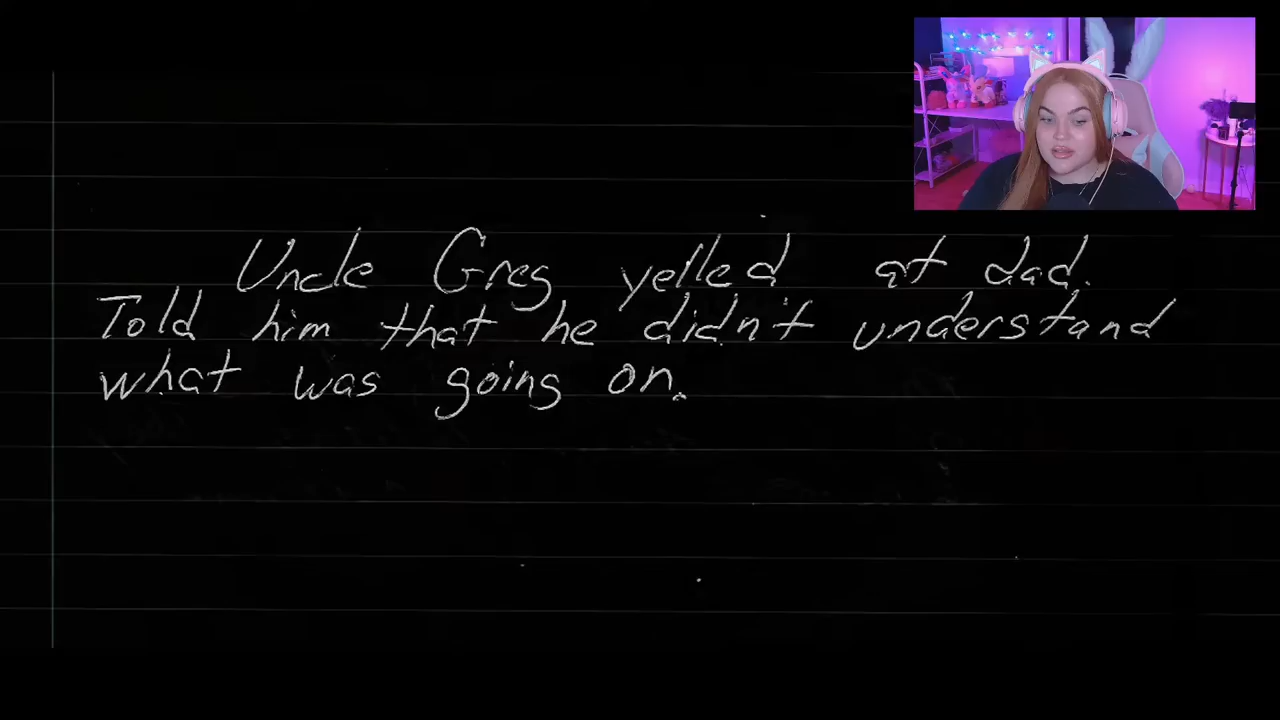 Uncle Greg yelled at dad.
Told him that he didn't understand
what was going on.